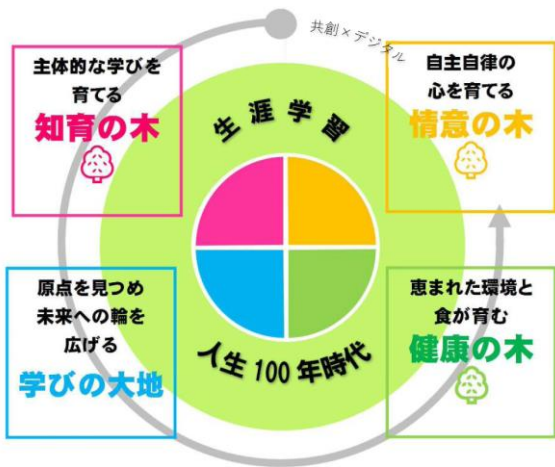 共創×デジタル
主体的な学びを
育てる
知育の木
自主自律の
心を育てる
情意の木
生涯学習
人生100年時代
原点を見つめ
未来への輪を
広げる
学びの大地
恵まれた環境と
食が育む
健康の木